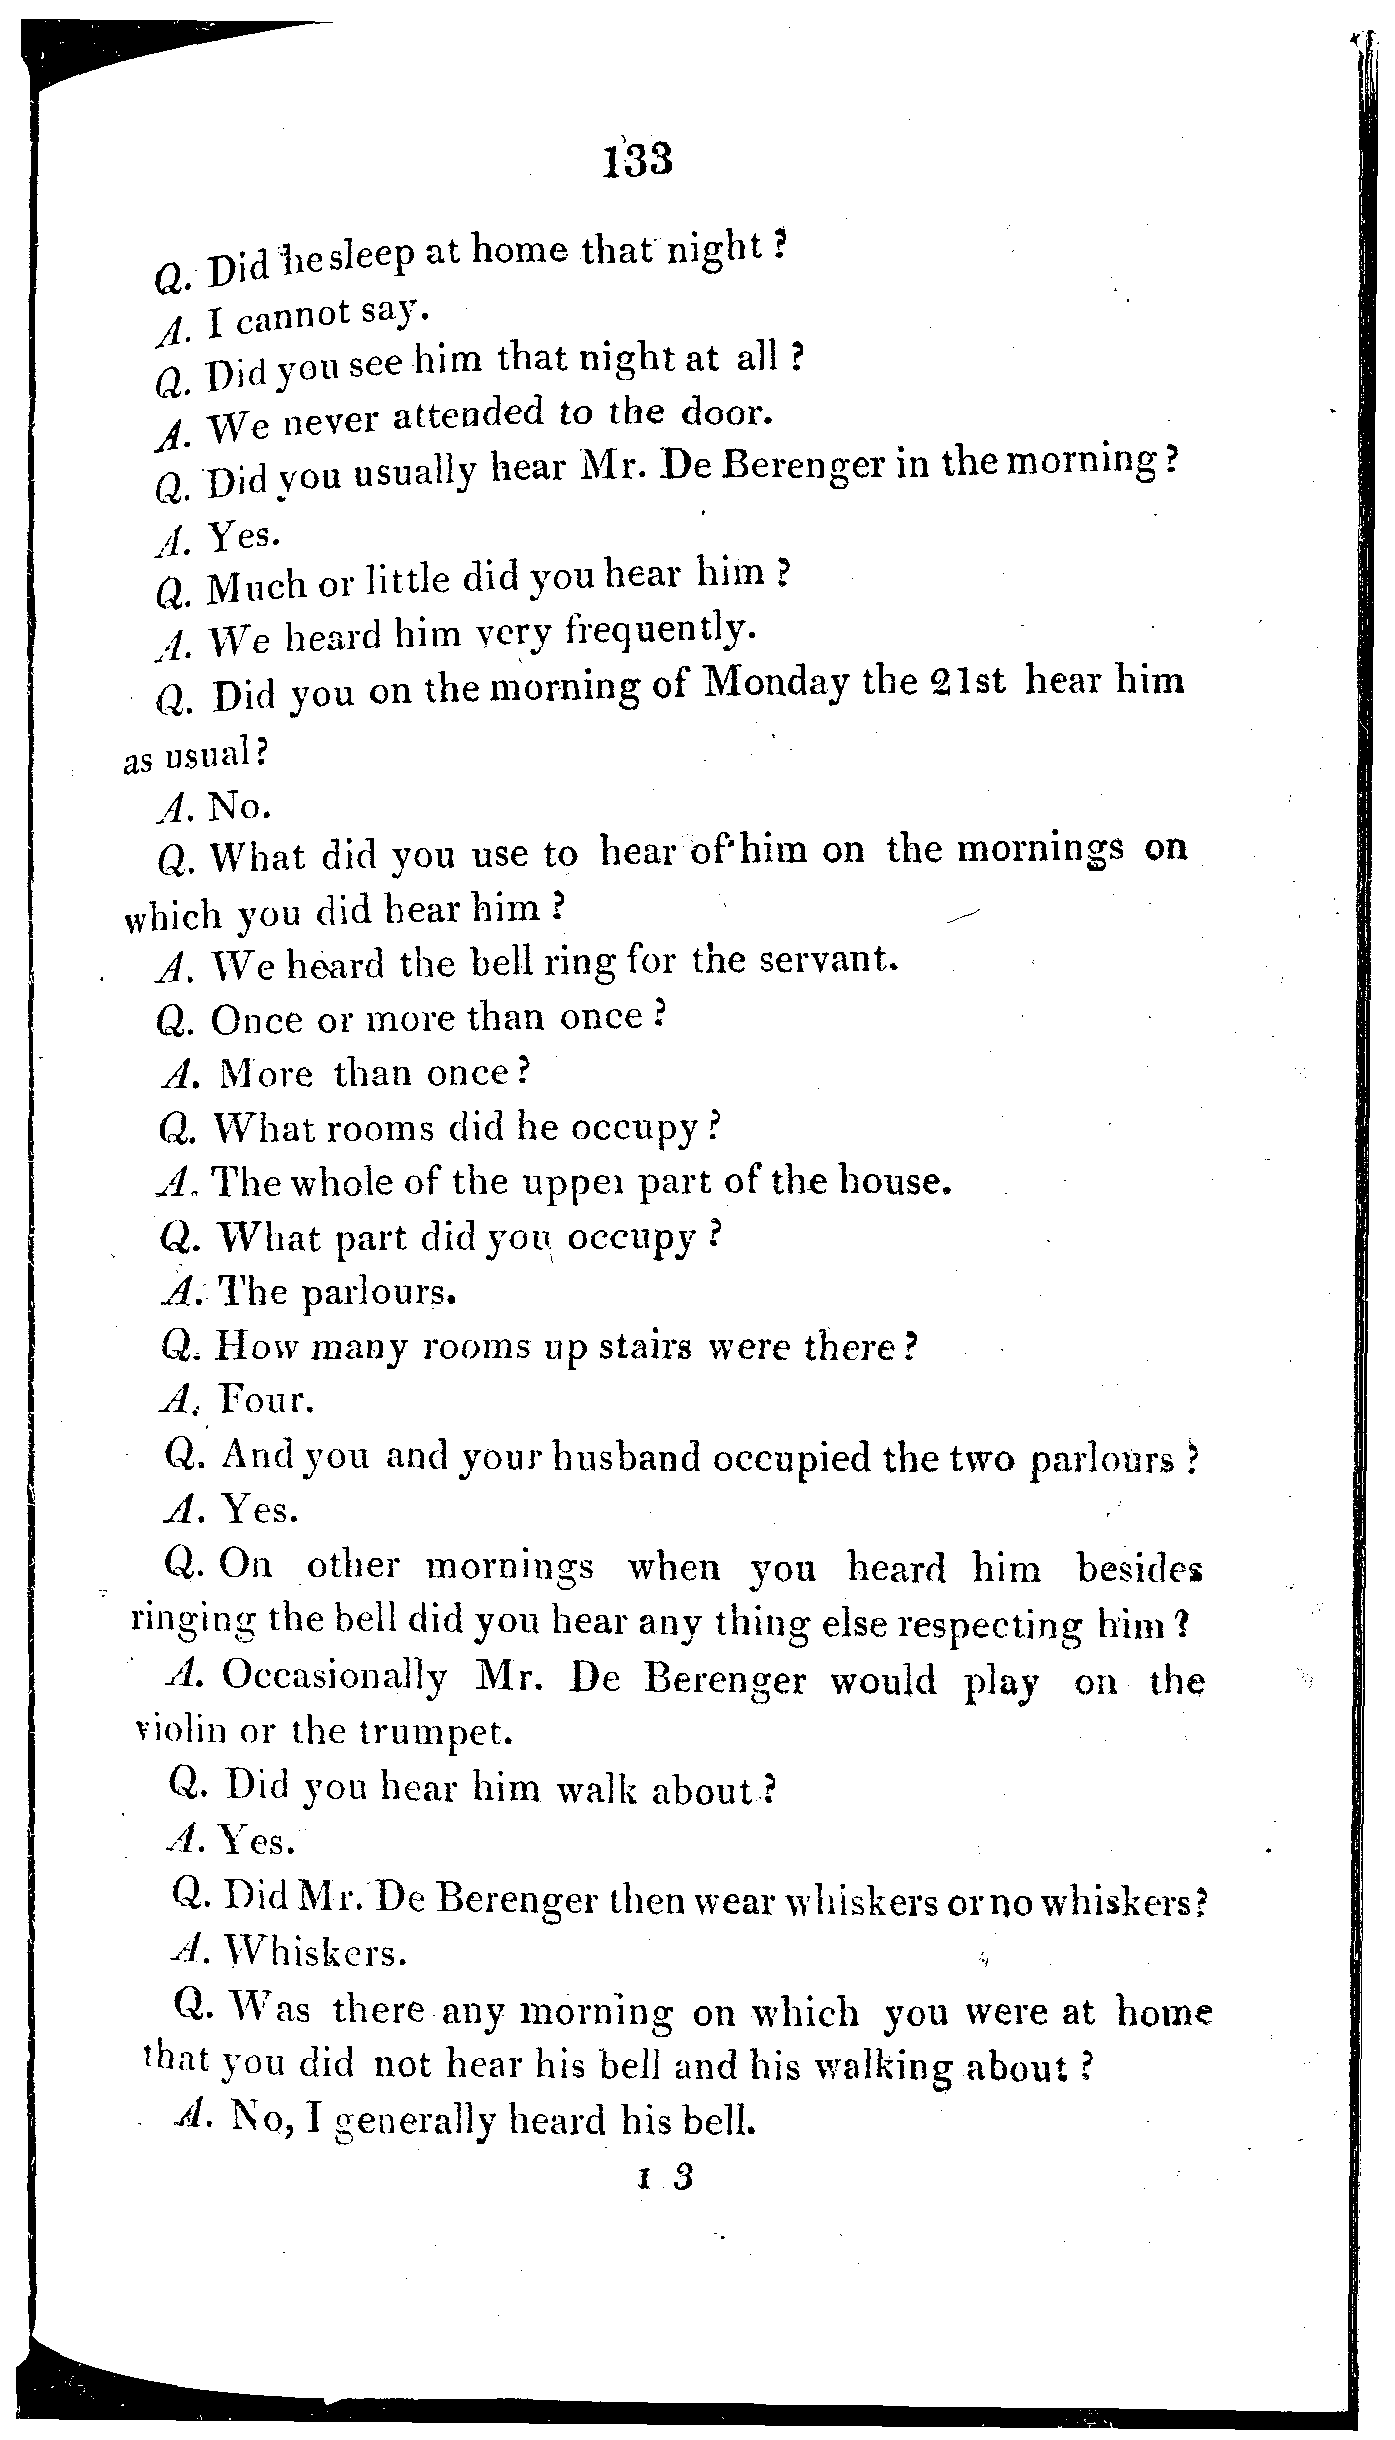 133
Q. Did he sleep at home that night?
A. I cannot say.
Q. Did you see him that night at all?
A. We never attended to the door.
Q. Did you usually hear Mr. De Berenger in the morning?
A. Yes.
Q. Much or little did you hear him?
A. We heard him very frequently.
Q. Did you on the morning of Monday the 21st hear him
as usual?
A. No.
Q. What did you use to hear of him on the mornings on
which you did hear him?
A. We heard the bell ring for the servant.
Q. Once or more than once?
A. More than once?
Q. What rooms did he occupy?
A. The whole of the upper part of the house.
Q. What part did you occupy?
A. The parlours.
Q. How many rooms up stairs were there?
A. Four.
Q. And you and your husband occupied the two parlours?
A. Yes.
Q. On other mornings when you heard him besides
ringing the bell did you hear any thing else respecting him?
A. Occasionally Mr. De Berenger would play on the
violin or the trumpet.
Q. Did you hear him walk about?
A. Yes.
Q. Did Mr. De Berenger then wear whiskers or no whiskers?
A. Whiskers.
Q. Was there any morning on which you were at home
that you did not hear his bell and his walking about?
A. No, I generally heard his bell.
I 3